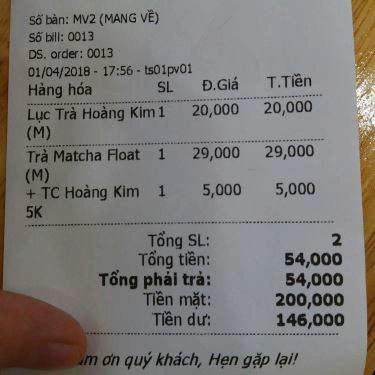 Số bàn: MV2 (MANG VỀ)
Số bill: 0013
DS. order: 0013
01/04/2018 - 17:56 - ts01pv01
Hàng hóa SL Đ.Giá T.Tiền
Lục Trà Hoàng Kim 1 20,000 20,000
(M)
Trà Matcha Float 1 29,000 29,000
(M)
+ TC Hoàng Kim 1 5,000 5,000
5K
Tổng SL: 2
Tổng tiền: 54,000
Tổng phải trả: 54,000
Tiền mặt: 200,000
Tiền dư: 146,000
ơn quý khách, Hẹn gặp lại!